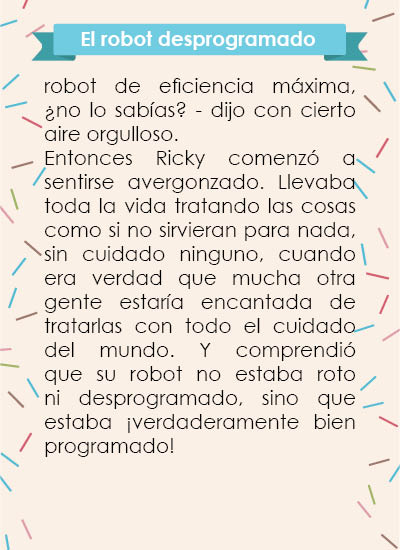 El robot desprogramado
robot de eficiencia máxima,
¿no lo sabías? - dijo con cierto
aire orgulloso.
Entonces Ricky comenzó a
sentirse avergonzado. Llevaba
toda la vida tratando las cosas
como si no sirvieran para nada,
sin cuidado ninguno, cuando
era verdad que mucha otra
gente estaría encantada de
tratarlas con todo el cuidado
del mundo. Y comprendió
que su robot no estaba roto
ni desprogramado, sino que
estaba ¡verdaderamente bien
programado!